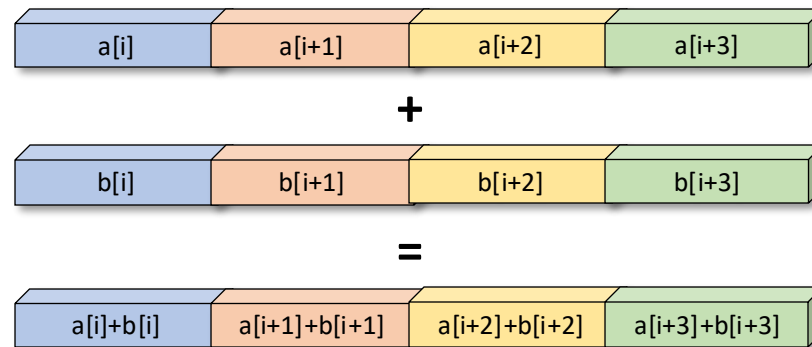 a[i] a[i+1] a[i+2] a[i+3]
+
b[i] b[i+1] b[i+2] b[i+3]
=
a[i]+b[i] a[i+1]+b[i+1] a[i+2]+b[i+2] a[i+3]+b[i+3]